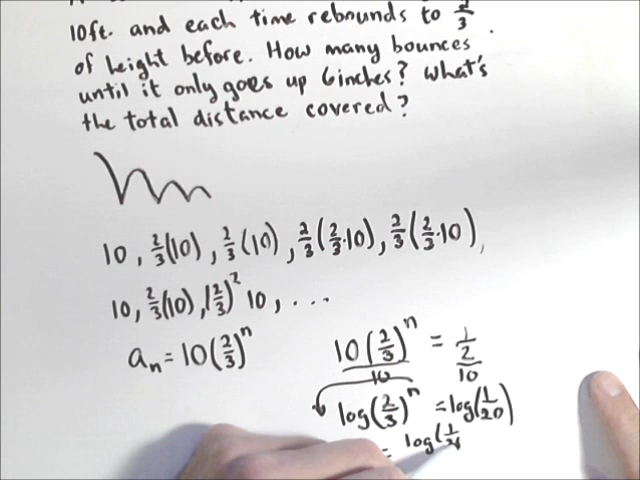 10ft. and each time rebounds to 2/3
of height before. How many bounces
until it only goes up 6inches? What's
the total distance covered?
10, 2/3(10), 2/3(10), 2/3(2/3·10), 2/3(2/3·10),
10, 2/3(10), (2/3)² 10, ...
aₙ = 10(2/3)ⁿ
10(2/3)ⁿ/10 = 1/2/10
log(2/3)ⁿ = log(1/20)
= log(1/